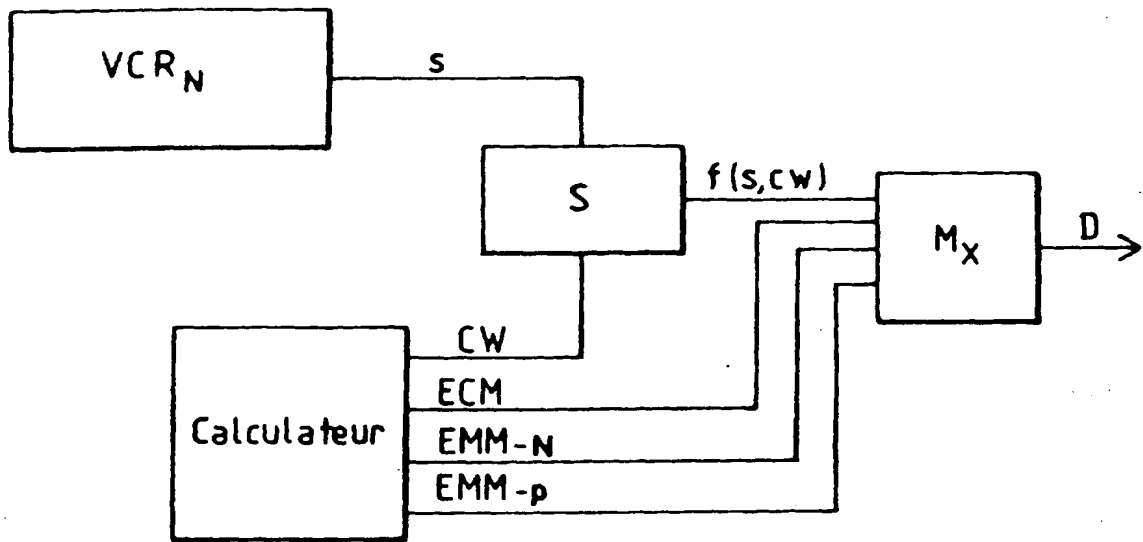 VCR_N
s
S
f(s,cw)
M_X
D
CW
ECM
Calculateur
EMM-N
EMM-p